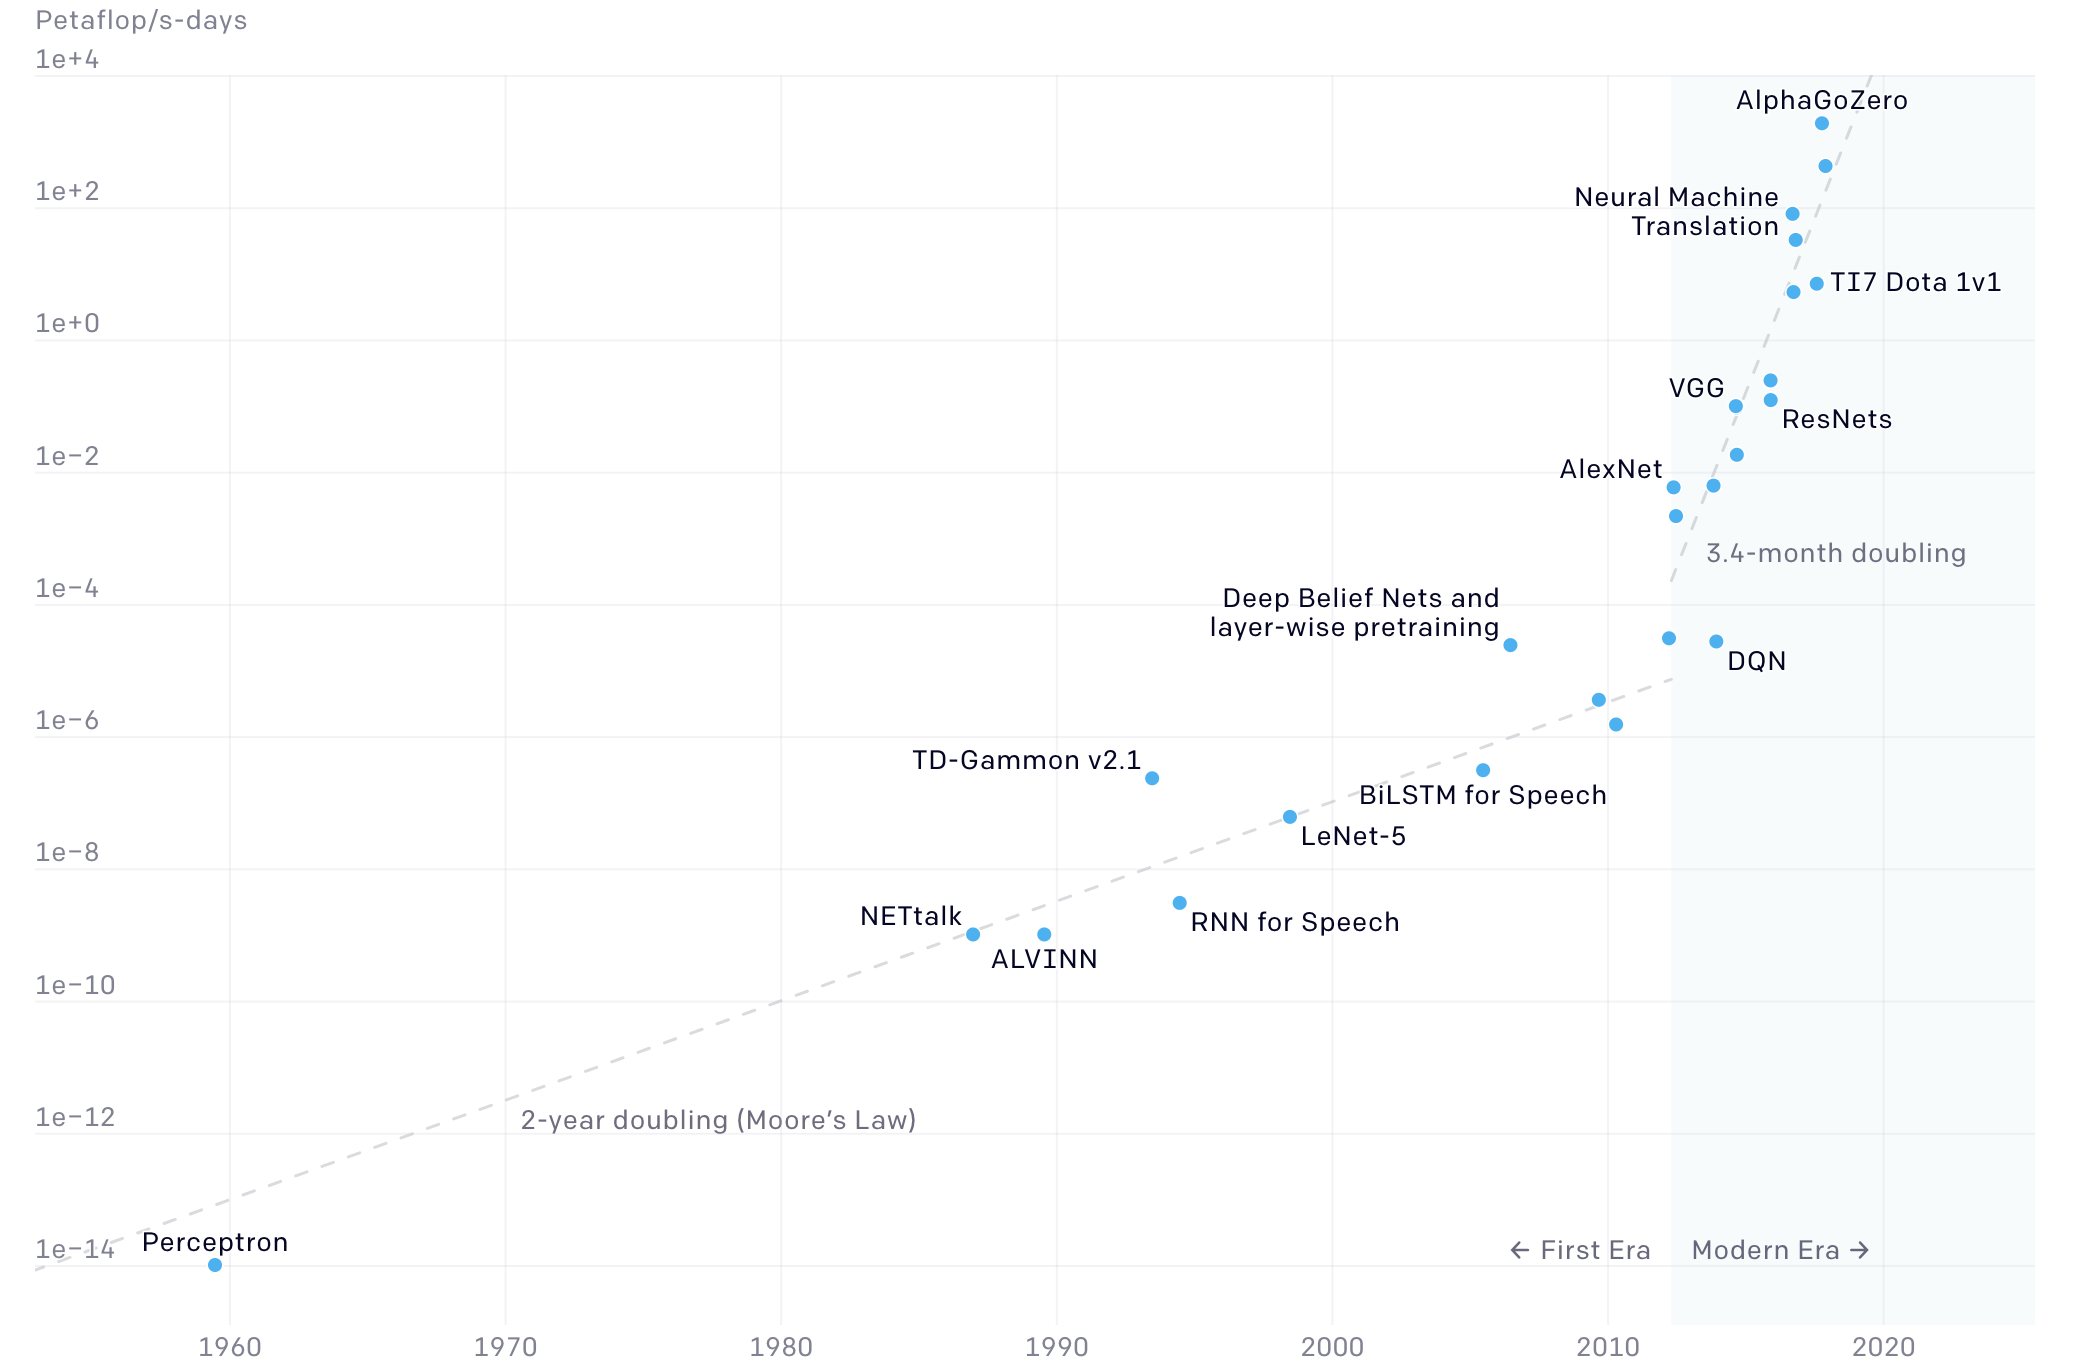 Petaflop/s-days
1e+4
AlphaGoZero
1e+2
Neural Machine
Translation
TI7 Dota 1v1
1e+0
VGG
ResNets
1e−2
AlexNet
3.4-month doubling
1e−4
Deep Belief Nets and
layer-wise pretraining
DQN
1e−6
TD-Gammon v2.1
BiLSTM for Speech
LeNet-5
1e−8
NETtalk
RNN for Speech
ALVINN
1e−10
1e−12
2-year doubling (Moore’s Law)
1e−14
Perceptron
← First Era
Modern Era →
1960
1970
1980
1990
2000
2010
2020